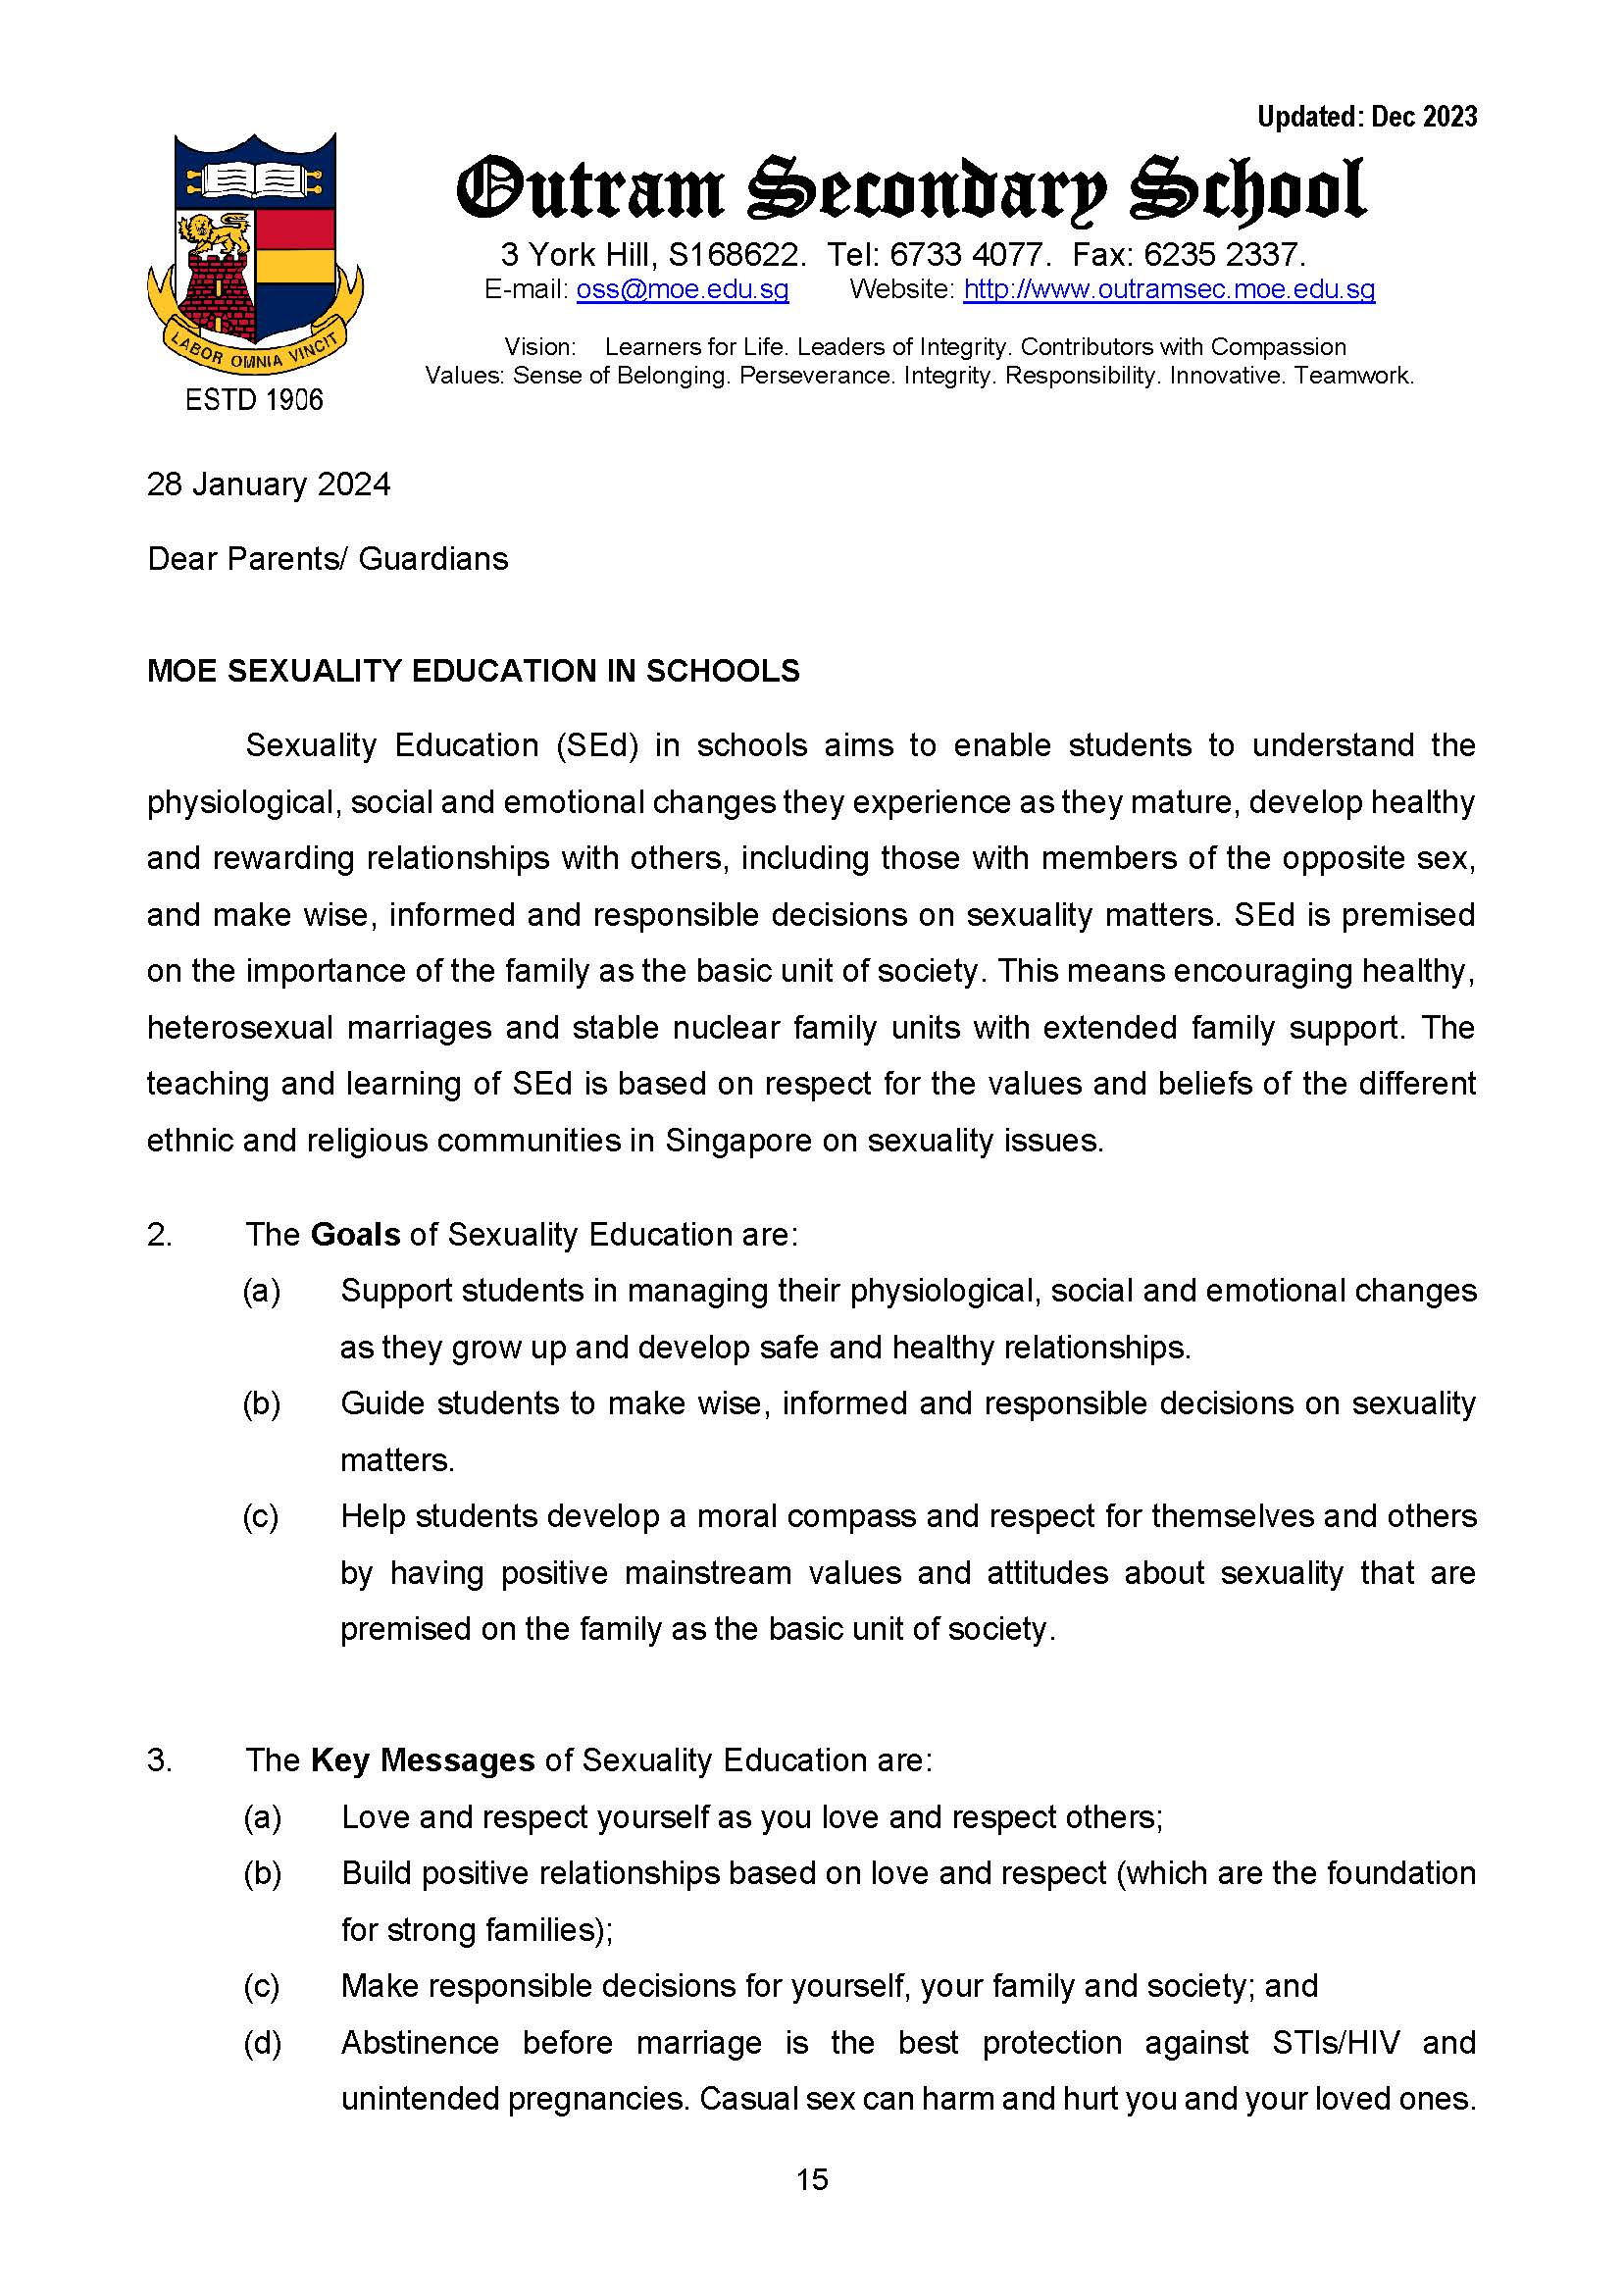 Updated: Dec 2023
Outram Secondary School
3 York Hill, S168622. Tel: 6733 4077. Fax: 6235 2337.
E-mail: oss@moe.edu.sg Website: http://www.outramsec.moe.edu.sg
LABOR OMNIA VINCIT
Vision: Learners for Life. Leaders of Integrity. Contributors with Compassion
Values: Sense of Belonging. Perseverance. Integrity. Responsibility. Innovative. Teamwork.
ESTD 1906
28 January 2024
Dear Parents/ Guardians
MOE SEXUALITY EDUCATION IN SCHOOLS
Sexuality Education (SEd) in schools aims to enable students to understand the
physiological, social and emotional changes they experience as they mature, develop healthy
and rewarding relationships with others, including those with members of the opposite sex,
and make wise, informed and responsible decisions on sexuality matters. SEd is premised
on the importance of the family as the basic unit of society. This means encouraging healthy,
heterosexual marriages and stable nuclear family units with extended family support. The
teaching and learning of SEd is based on respect for the values and beliefs of the different
ethnic and religious communities in Singapore on sexuality issues.
2. The Goals of Sexuality Education are:
(a) Support students in managing their physiological, social and emotional changes
as they grow up and develop safe and healthy relationships.
(b) Guide students to make wise, informed and responsible decisions on sexuality
matters.
(c) Help students develop a moral compass and respect for themselves and others
by having positive mainstream values and attitudes about sexuality that are
premised on the family as the basic unit of society.
3. The Key Messages of Sexuality Education are:
(a) Love and respect yourself as you love and respect others;
(b) Build positive relationships based on love and respect (which are the foundation
for strong families);
(c) Make responsible decisions for yourself, your family and society; and
(d) Abstinence before marriage is the best protection against STIs/HIV and
unintended pregnancies. Casual sex can harm and hurt you and your loved ones.
15